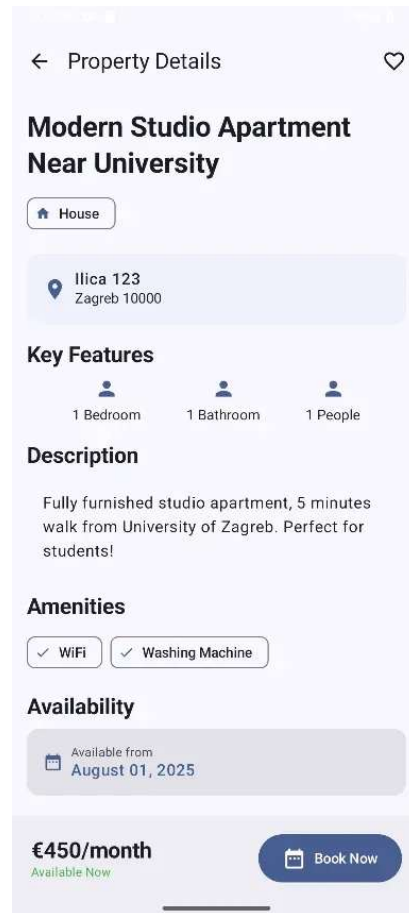 Property Details
Modern Studio Apartment
Near University
House
Ilica 123
Zagreb 10000
Key Features
1 Bedroom 1 Bathroom 1 People
Description
Fully furnished studio apartment, 5 minutes
walk from University of Zagreb. Perfect for
students!
Amenities
WiFi Washing Machine
Availability
Available from
August 01, 2025
€450/month
Available Now
Book Now